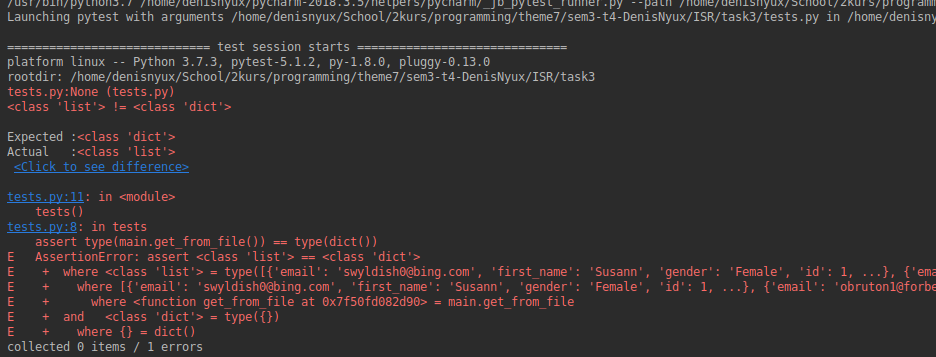 /usr/bin/python3.7 /home/denisnyux/pycharm-2018.3.5/helpers/pycharm/_jb_pytest_runner.py --path /home/denisnyux/School/2kurs/programm
Launching pytest with arguments /home/denisnyux/School/2kurs/programming/theme7/sem3-t4-DenisNyux/ISR/task3/tests.py in /home/denisny
============================= test session starts ==============================
platform linux -- Python 3.7.3, pytest-5.1.2, py-1.8.0, pluggy-0.13.0
rootdir: /home/denisnyux/School/2kurs/programming/theme7/sem3-t4-DenisNyux/ISR/task3
tests.py:None (tests.py)
<class 'list'> != <class 'dict'>
Expected :<class 'dict'>
Actual   :<class 'list'>
<Click to see difference>
tests.py:11: in <module>
    tests()
tests.py:8: in tests
    assert type(main.get_from_file()) == type(dict())
E   AssertionError: assert <class 'list'> == <class 'dict'>
E    +  where <class 'list'> = type([{'email': 'swyldish0@bing.com', 'first_name': 'Susann', 'gender': 'Female', 'id': 1, ...}, {'ema
E    +    where [{'email': 'swyldish0@bing.com', 'first_name': 'Susann', 'gender': 'Female', 'id': 1, ...}, {'email': 'obruton1@forbe
E    +      where <function get_from_file at 0x7f50fd082d90> = main.get_from_file
E    +  and   <class 'dict'> = type({})
E    +    where {} = dict()
collected 0 items / 1 errors